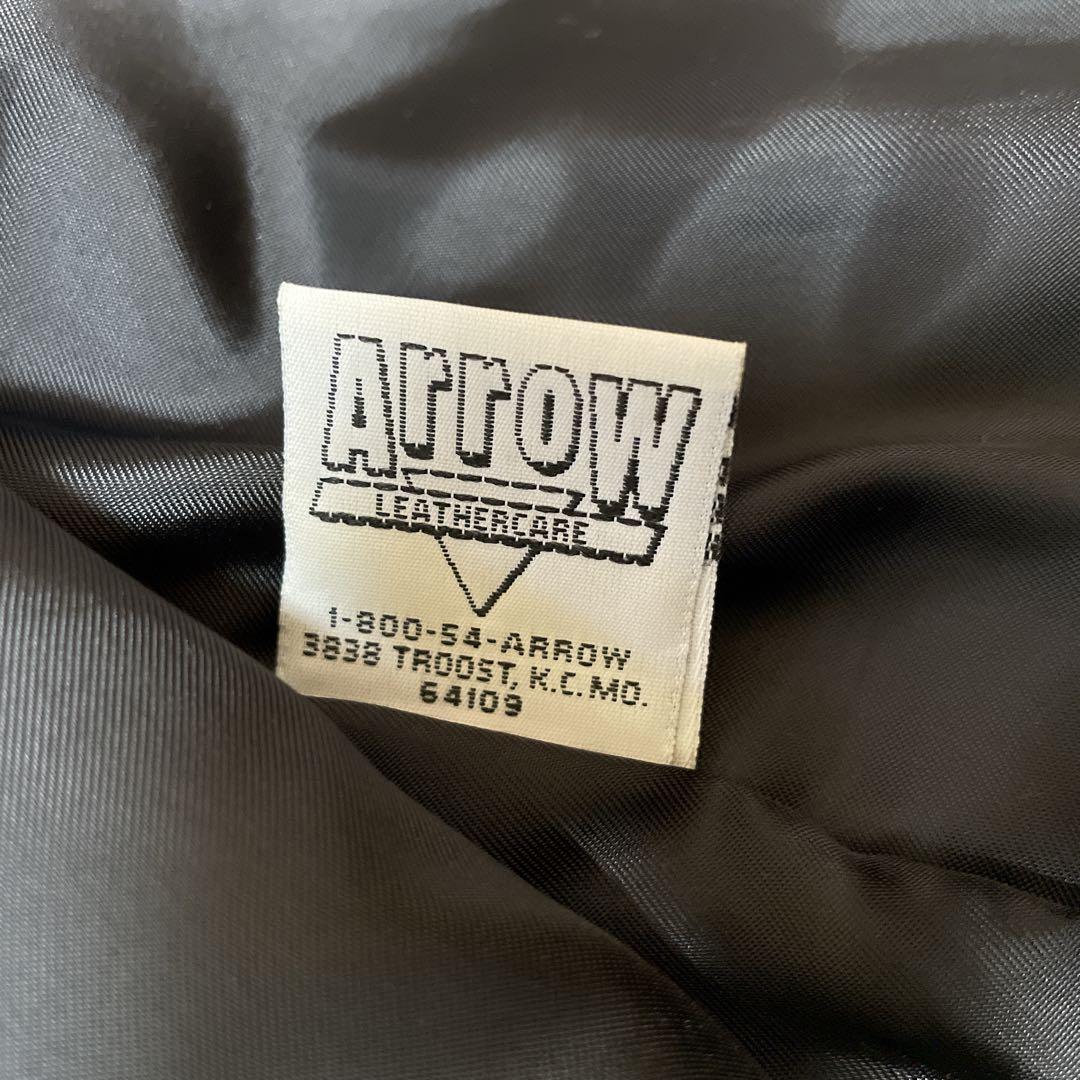 Arrow
LEATHERCARE
1-800-54-ARROW
3838 TROOST, K.C. MO.
64109